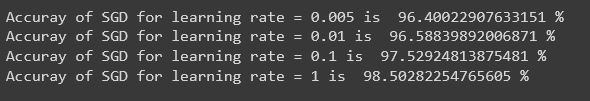 Accuray of SGD for learning rate = 0.005 is  96.40022907633151 %
Accuray of SGD for learning rate = 0.01 is  96.58839892006871 %
Accuray of SGD for learning rate = 0.1 is  97.52924813875481 %
Accuray of SGD for learning rate = 1 is  98.50282254765605 %